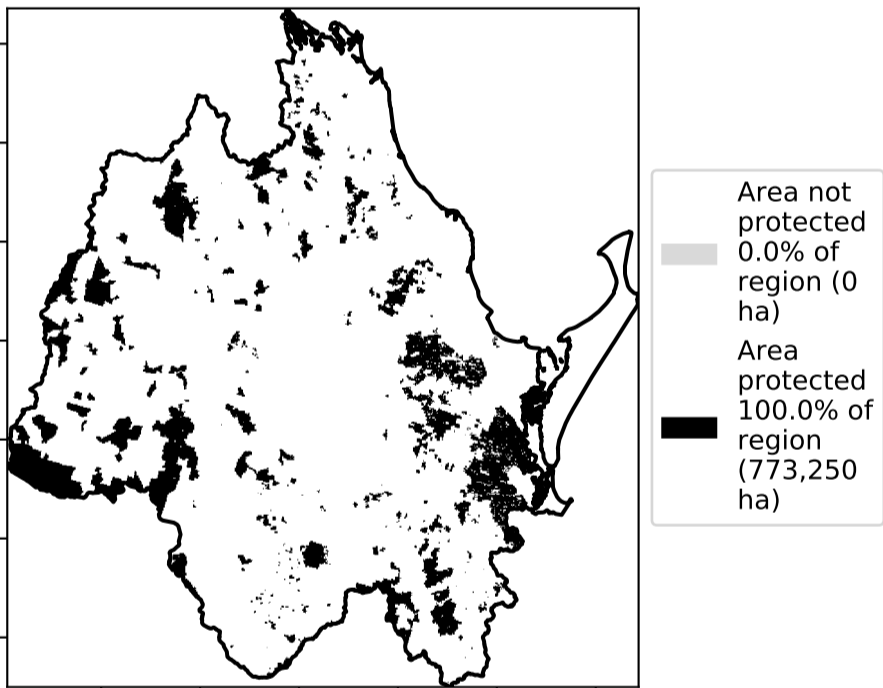 Area not
protected
0.0% of
region (0
ha)
Area
protected
100.0% of
region
(773,250
ha)